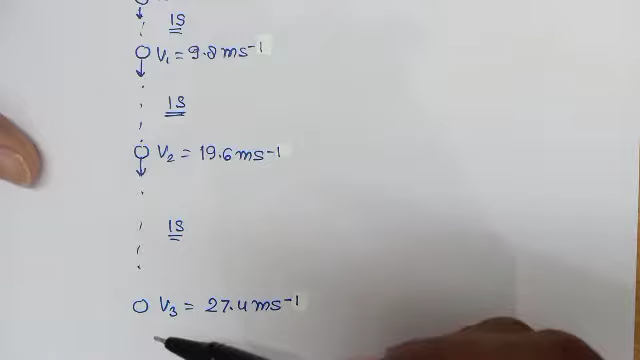 1S
V₁ = 9.8 ms⁻¹
1S
V₂ = 19.6 ms⁻¹
1S
V₃ = 27.4 ms⁻¹